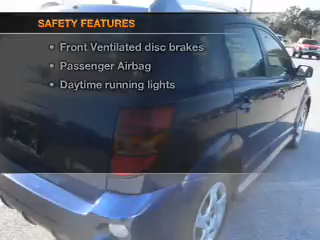 SAFETY FEATURES
Front Ventilated disc brakes
Passenger Airbag
Daytime running lights